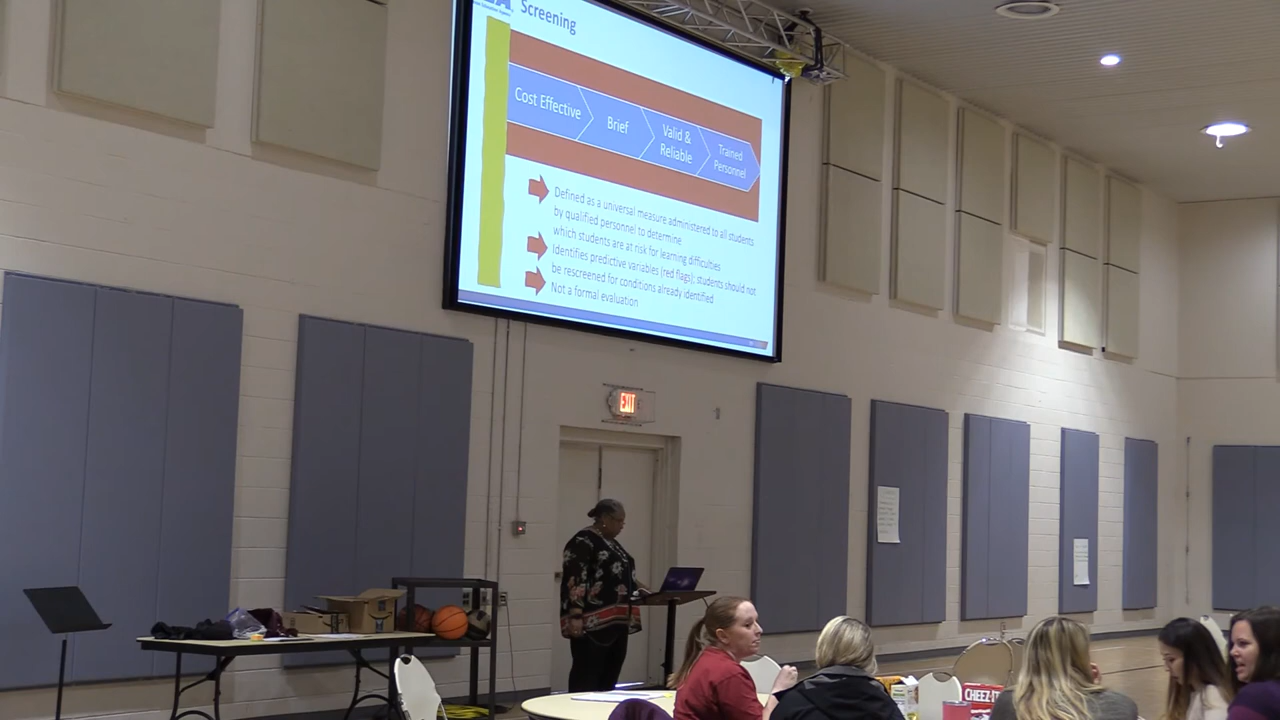 Screening
Cost Effective
Brief
Valid &
Reliable
Trained
Personnel
Defined as a universal measure administered to all students
by qualified personnel to determine
which students are at risk for learning difficulties
Identifies predictive variables (red flags); students should not
be rescreened for conditions already identified
Not a formal evaluation
EXIT
CHEEZ-IT